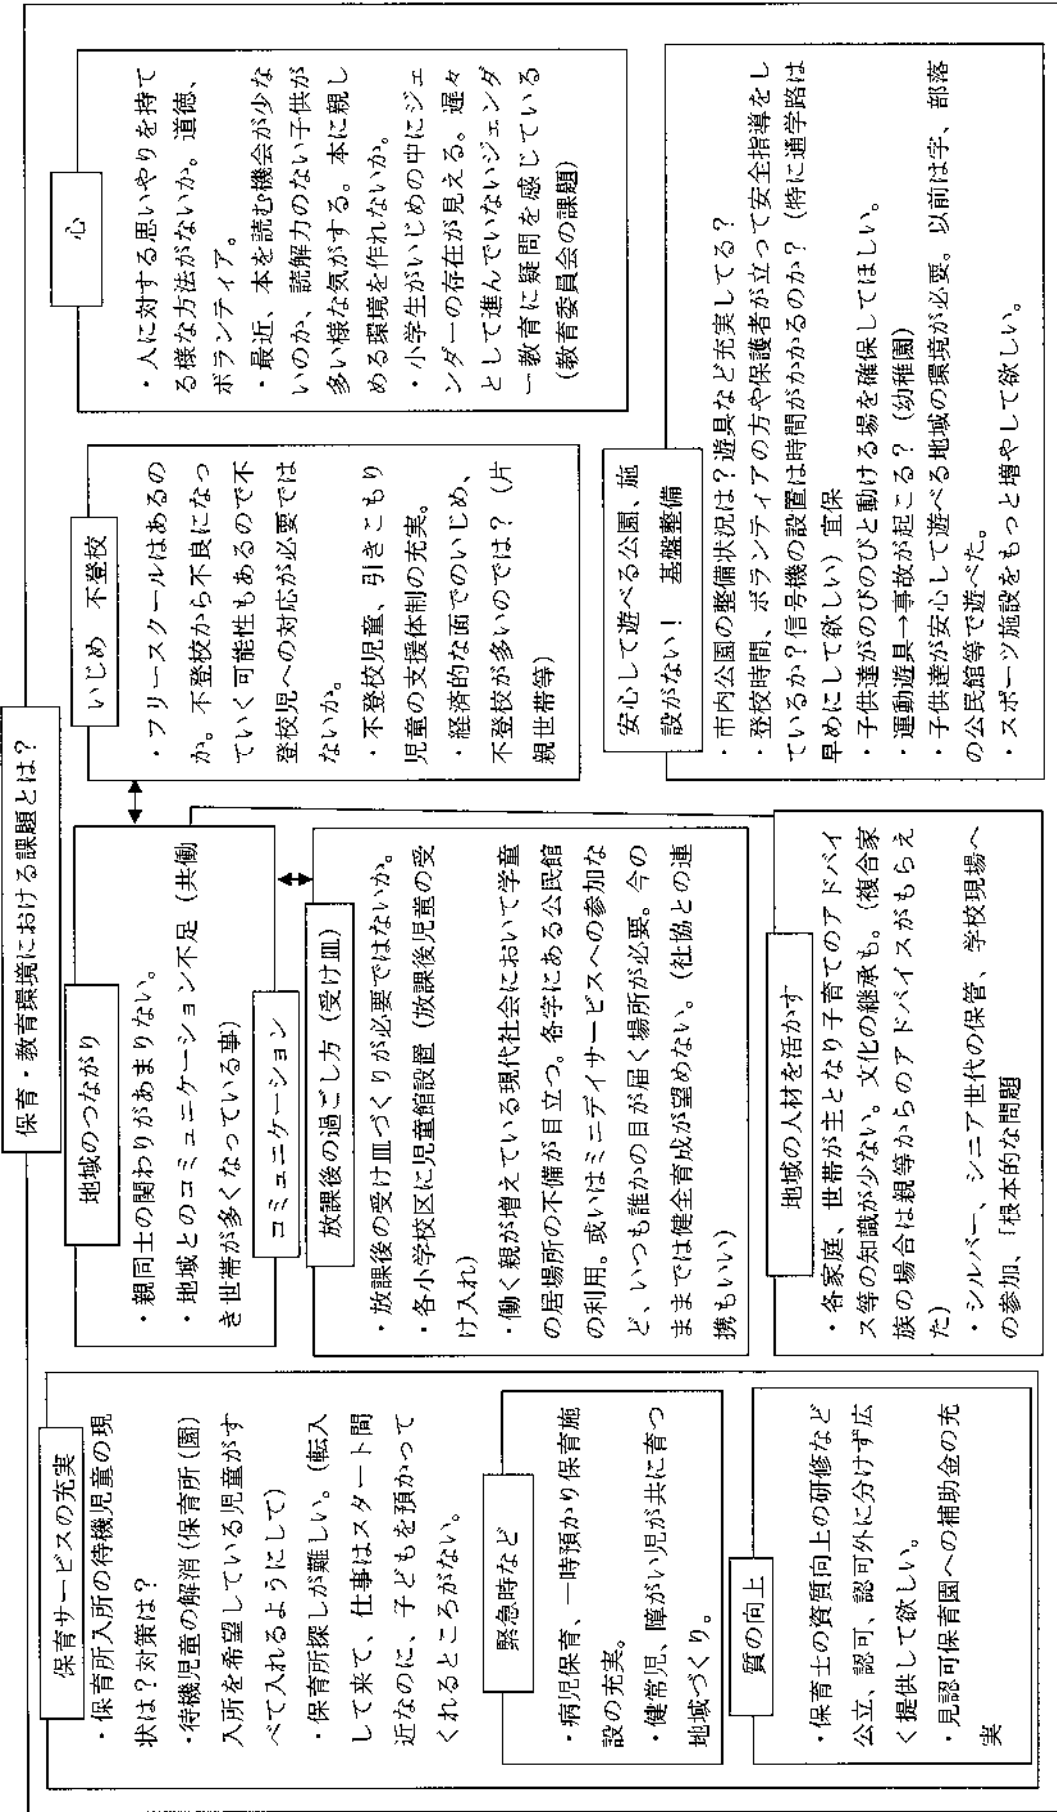 保育・教育環境における課題とは?
保育サービスの充実
・保育所入所の待機児童の現
状は?対策は?
・待機児童の解消(保育所(園)
入所を希望している児童がす
べて入れるようにして)
・保育所探しが難しい。(転入
して来て、仕事はスタート間
近なのに、子どもを預かって
くれるところがない。
緊急時など
・病児保育、一時預かり保育施
設の充実。
・健常児、障がい児が共に育つ
地域づくり。
質の向上
・保育士の資質向上の研修など
公立、認可、認可外に分けず広
く提供して欲しい。
・見認可保育園への補助金の充
実
地域のつながり
・親同士の関わりがあまりない。
・地域とのコミュニケーション不足(共働
き世帯が多くなっている事)
コミュニケーション
放課後の過ごし方(受け皿)
・放課後の受け皿づくりが必要ではないか。
・各小学校区に児童館設置(放課後児童の受
け入れ)
・働く親が増えている現代社会において学童
の居場所の不備が目立つ。各字にある公民館
の利用。或いはミニデイサービスへの参加な
ど、いつも誰かの目が届く場所が必要。今の
ままでは健全育成が望めない。(社協との連
携もいい)
地域の人材を活かす
・各家庭、世帯が主となり子育てのアドバイ
ス等の知識が少ない。文化の継承も。(複合家
族の場合は親等からのアドバイスがもらえ
た)
・シルバー、シニア世代の保管、学校現場へ
の参加、「根本的な問題
いじめ 不登校
・フリースクールはあるの
か。不登校から不良になっ
ていく可能性もあるので不
登校児への対応が必要では
ないか。
・不登校児童、引きこもり
児童の支援体制の充実。
・経済的な面でのいじめ、
不登校が多いのでは?(片
親世帯等)
心
・人に対する思いやりを持て
る様な方法がないか。道徳、
ボランティア。
・最近、本を読む機会が少な
いのか、読解力のない子供が
多い様な気がする。本に親し
める環境を作れないか。
・小学生がいじめの中にジェ
ンダーの存在が見える。遅々
として進んでいないジェンダ
ー教育に疑問を感じている
(教育委員会の課題)
安心して遊べる公園、施
設がない! 基盤整備
・市内公園の整備状況は?遊具など充実してる?
・登校時間、ボランティアの方や保護者が立って安全指導をし
ているか?信号機の設置は時間がかかるのか?(特に通学路は
早めにして欲しい)宜保
・子供達がのびのびと動ける場を確保してほしい。
・運動遊具→事故が起こる?(幼稚園)
・子供達が安心して遊べる地域の環境が必要。以前は字、部落
の公民館等で遊べた。
・スポーツ施設をもっと増やして欲しい。